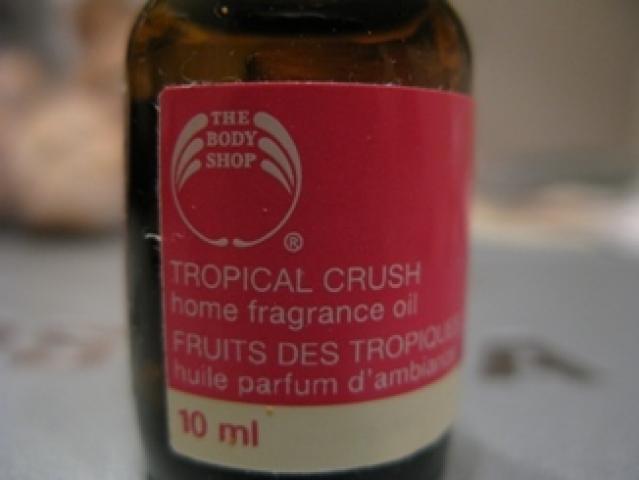 THE
BODY
SHOP
®
TROPICAL CRUSH
home fragrance oil
FRUITS DES TROPIQUES
huile parfum d'ambiance
10 ml